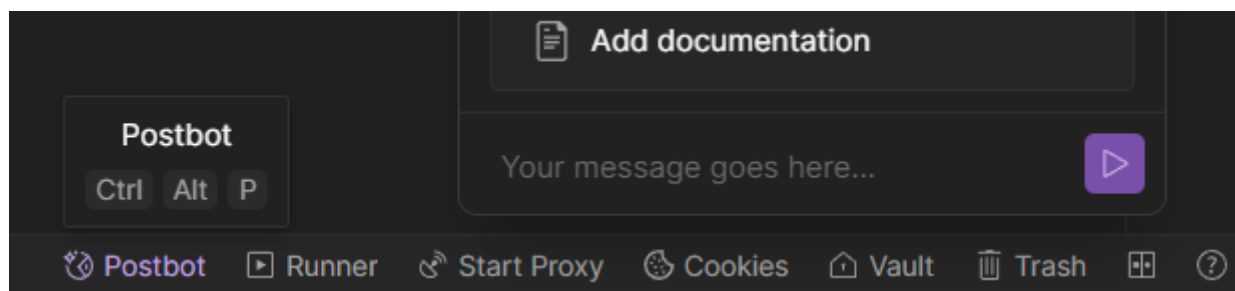 Add documentation
Postbot
Ctrl Alt P
Your message goes here...
Postbot Runner Start Proxy Cookies Vault Trash